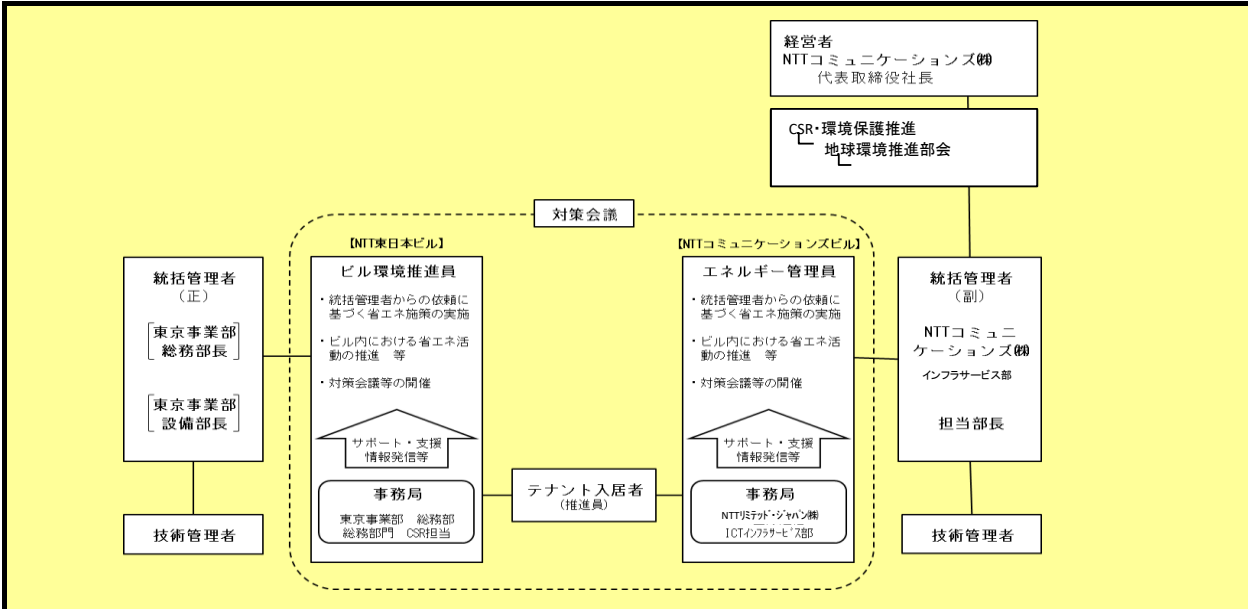 経営者
NTTコミュニケーションズ㈱
代表取締役社長
CSR・環境保護推進
地球環境推進部会
対策会議
【NTT東日本ビル】
【NTTコミュニケーションズビル】
統括管理者
(正)
東京事業部
総務部長
東京事業部
設備部長
技術管理者
ビル環境推進員
・統括管理者からの依頼に
基づく省エネ施策の実施
・ビル内における省エネ活
動の推進 等
・対策会議等の開催
サポート・支援
情報発信等
事務局
東京事業部 総務部
総務部門 CSR担当
テナント入居者
(推進員)
エネルギー管理員
・統括管理者からの依頼に
基づく省エネ施策の実施
・ビル内における省エネ活
動の推進 等
・対策会議等の開催
サポート・支援
情報発信等
事務局
NTTリミテッド・ジャパン㈱
ICTインフラサービス部
統括管理者
(副)
NTTコミュニ
ケーションズ㈱
インフラサービス部
担当部長
技術管理者